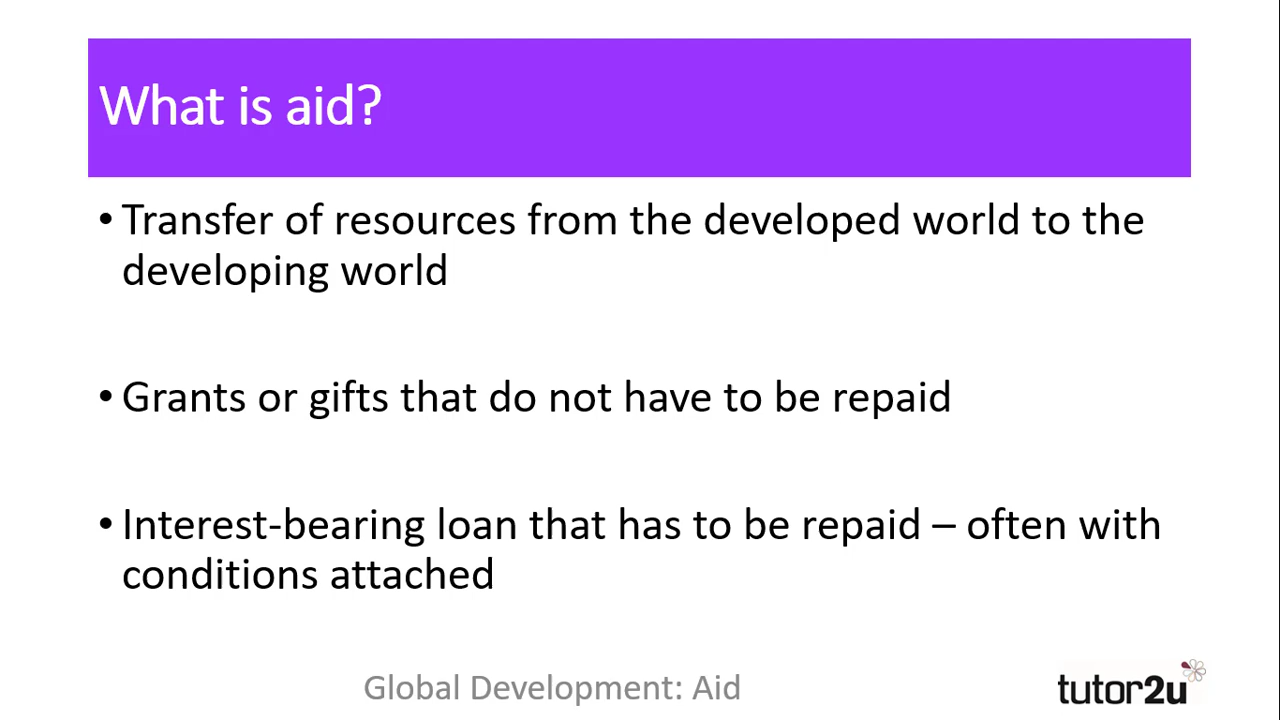 What is aid?
• Transfer of resources from the developed world to the
developing world
• Grants or gifts that do not have to be repaid
• Interest-bearing loan that has to be repaid – often with
conditions attached
Global Development: Aid
tutor2u